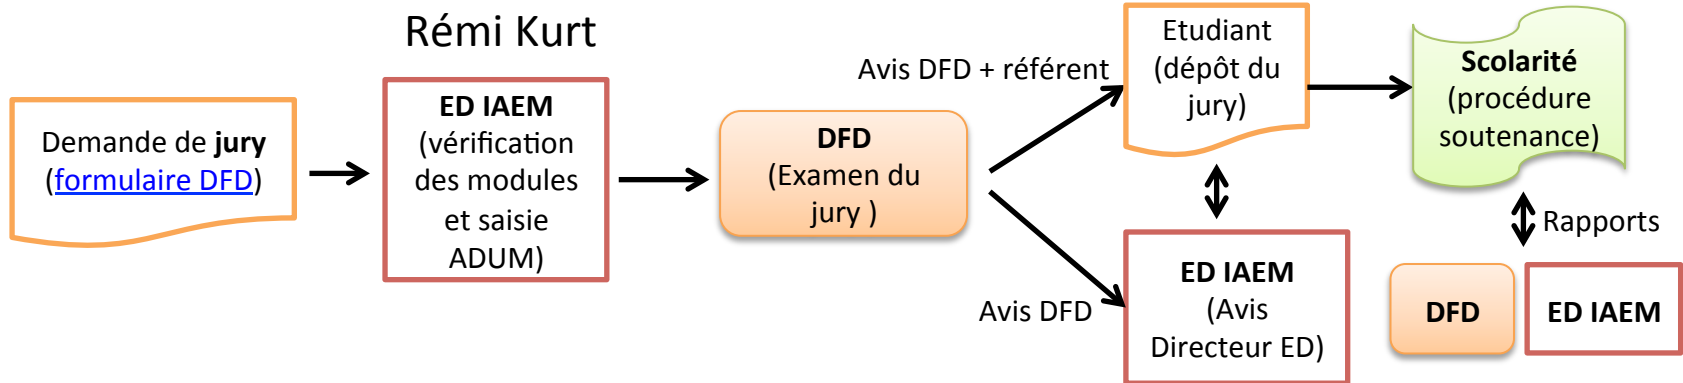 Rémi Kurt
Demande de jury
(formulaire DFD)
ED IAEM
(vérification
des modules
et saisie
ADUM)
DFD
(Examen du
jury )
Avis DFD + référent
Avis DFD
Etudiant
(dépôt du
jury)
ED IAEM
(Avis
Directeur ED)
Scolarité
(procédure
soutenance)
Rapports
DFD
ED IAEM